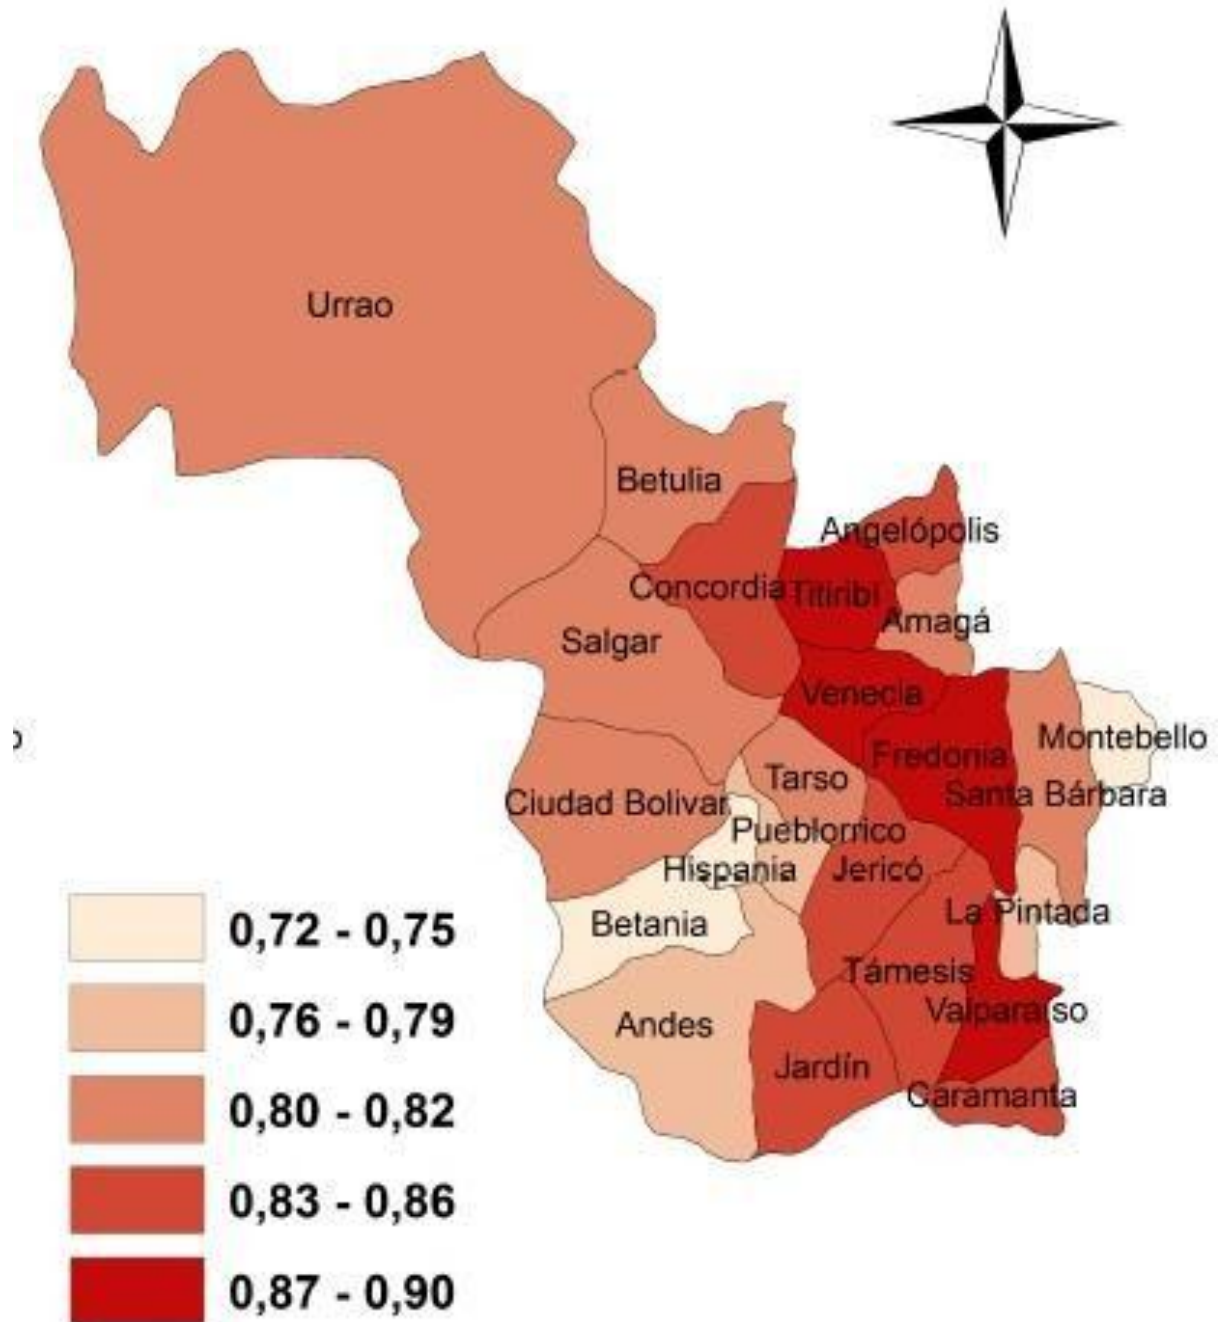 Urrao
Betulia
Angelópolis
Concordia
Titiribí
Amagá
Salgar
Venecia
Montebello
Fredonia
Tarso
Santa Bárbara
Ciudad Bolivar
Pueblorrico
Hispania
Jericó
La Pintada
Betania
Támesis
Valparaíso
Andes
Jardín
Caramanta
0,72 - 0,75
0,76 - 0,79
0,80 - 0,82
0,83 - 0,86
0,87 - 0,90